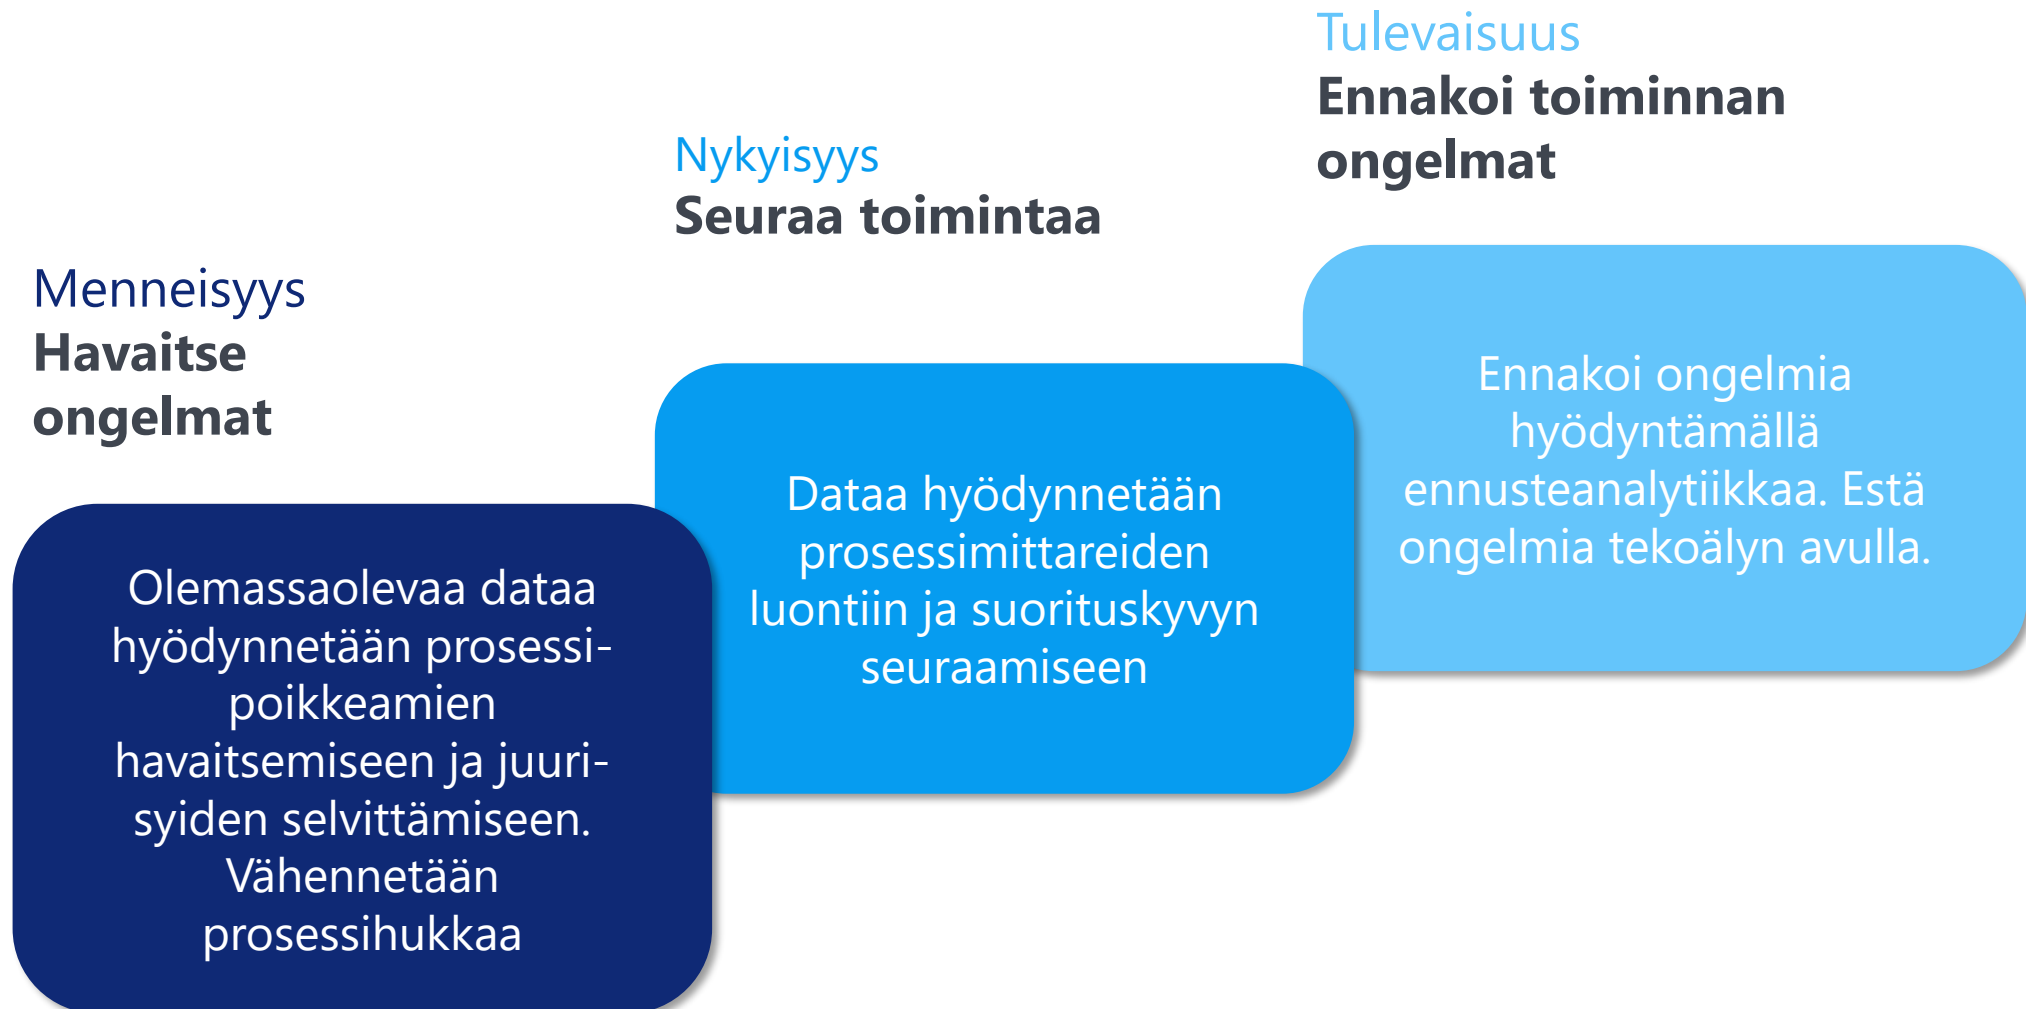 Menneisyys
Havaitse
ongelmat
Olemassaolevaa dataa
hyödynnetään prosessi-
poikkeamien
havaitsemiseen ja juuri-
syiden selvittämiseen.
Vähennetään
prosessihukkaa
Nykyisyys
Seuraa toimintaa
Dataa hyödynnetään
prosessimittareiden
luontiin ja suorituskyvyn
seuraamiseen
Tulevaisuus
Ennakoi toiminnan
ongelmat
Ennakoi ongelmia
hyödyntämällä
ennusteanalytiikkaa. Estä
ongelmia tekoälyn avulla.